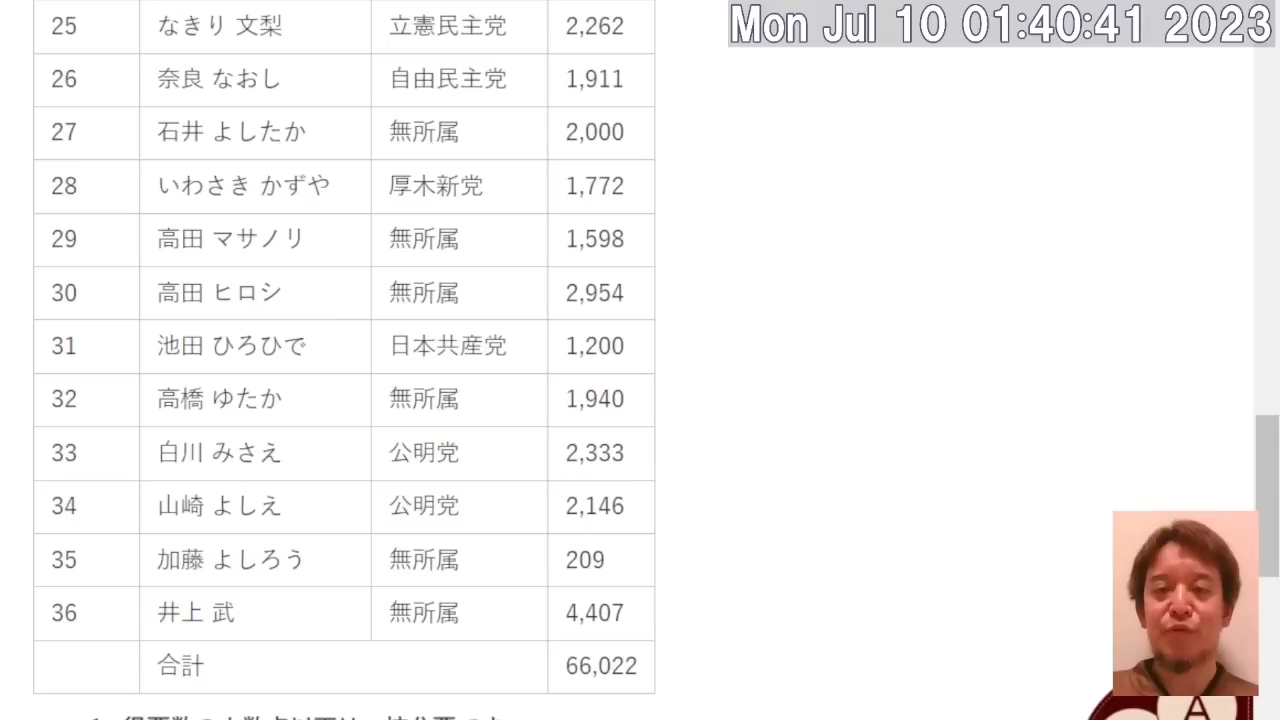 25 なきり 文梨 立憲民主党 2,262
Mon Jul 10 01:40:41 2023
26 奈良 なおし 自由民主党 1,911
27 石井 よしたか 無所属 2,000
28 いわさき かずや 厚木新党 1,772
29 高田 マサノリ 無所属 1,598
30 高田 ヒロシ 無所属 2,954
31 池田 ひろひで 日本共産党 1,200
32 高橋 ゆたか 無所属 1,940
33 白川 みさえ 公明党 2,333
34 山崎 よしえ 公明党 2,146
35 加藤 よしろう 無所属 209
36 井上 武 無所属 4,407
合計 66,022
A